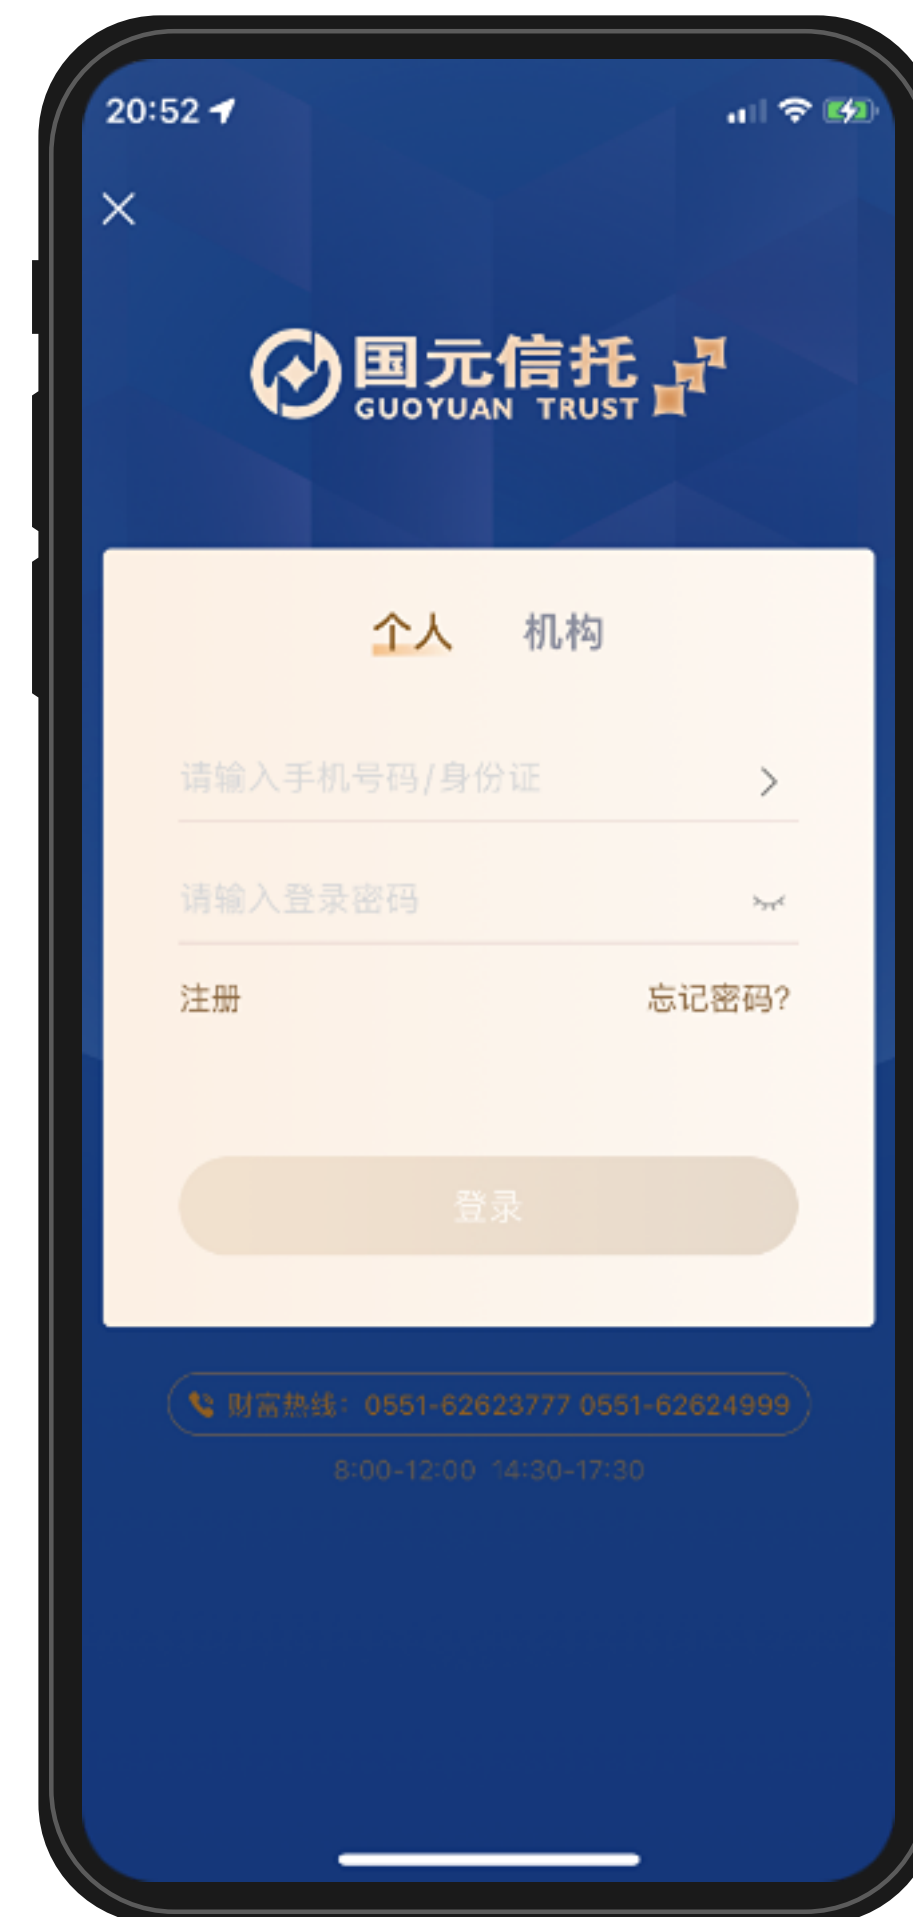 20:52
国元信托
GUOYUAN TRUST
个人 机构
请输入手机号码/身份证
请输入登录密码
注册 忘记密码?
登录
财富热线：0551-62623777 0551-62624999
8:00-12:00 14:30-17:30